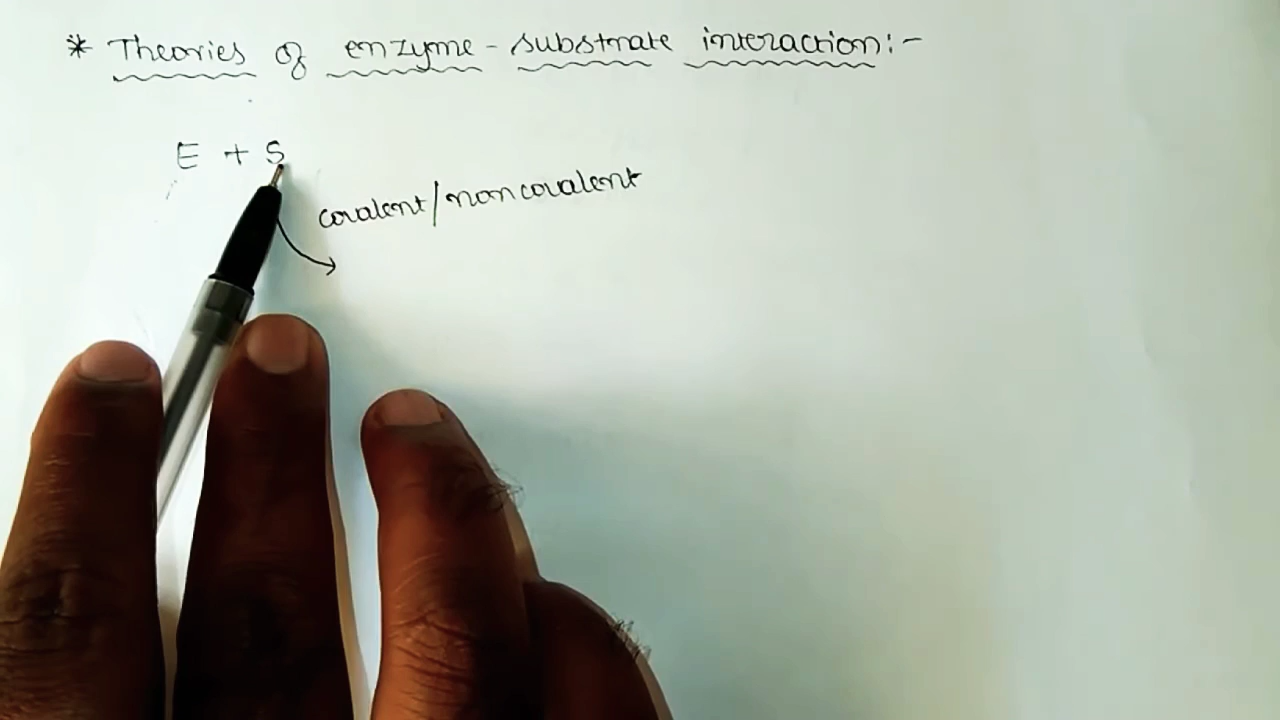 * Theories of enzyme - substrate interaction:-
E + S
covalent/noncovalent